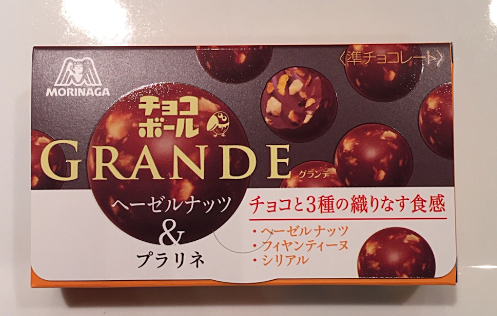 MORINAGA
〈準チョコレート〉
チョコ
ボール
GRANDE
グランデ
ヘーゼルナッツ
&
プラリネ
チョコと3種の織りなす食感
・ヘーゼルナッツ
・フィヤンティーヌ
・シリアル